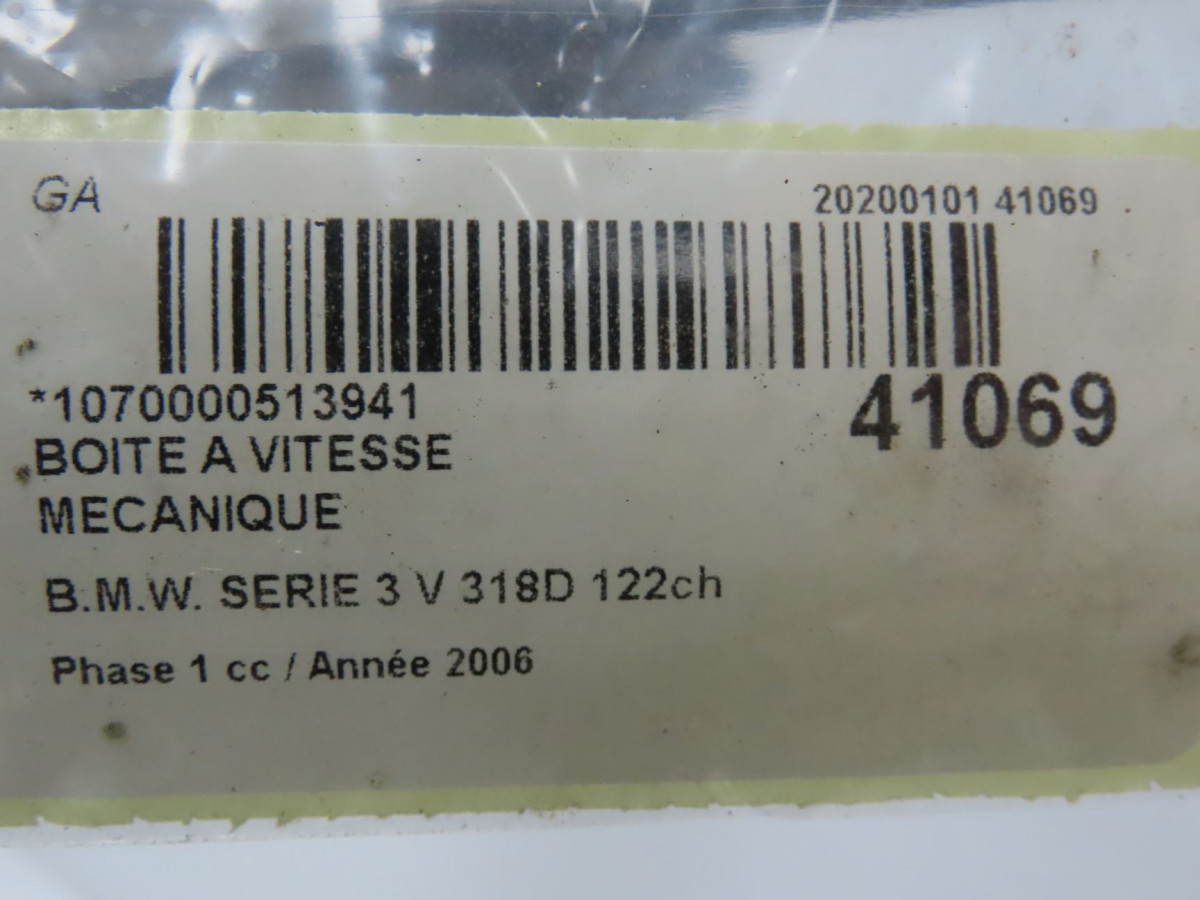 GA
20200101 41069
*1070000513941
41069
BOITE A VITESSE
MECANIQUE
B.M.W. SERIE 3 V 318D 122ch
Phase 1 cc / Année 2006